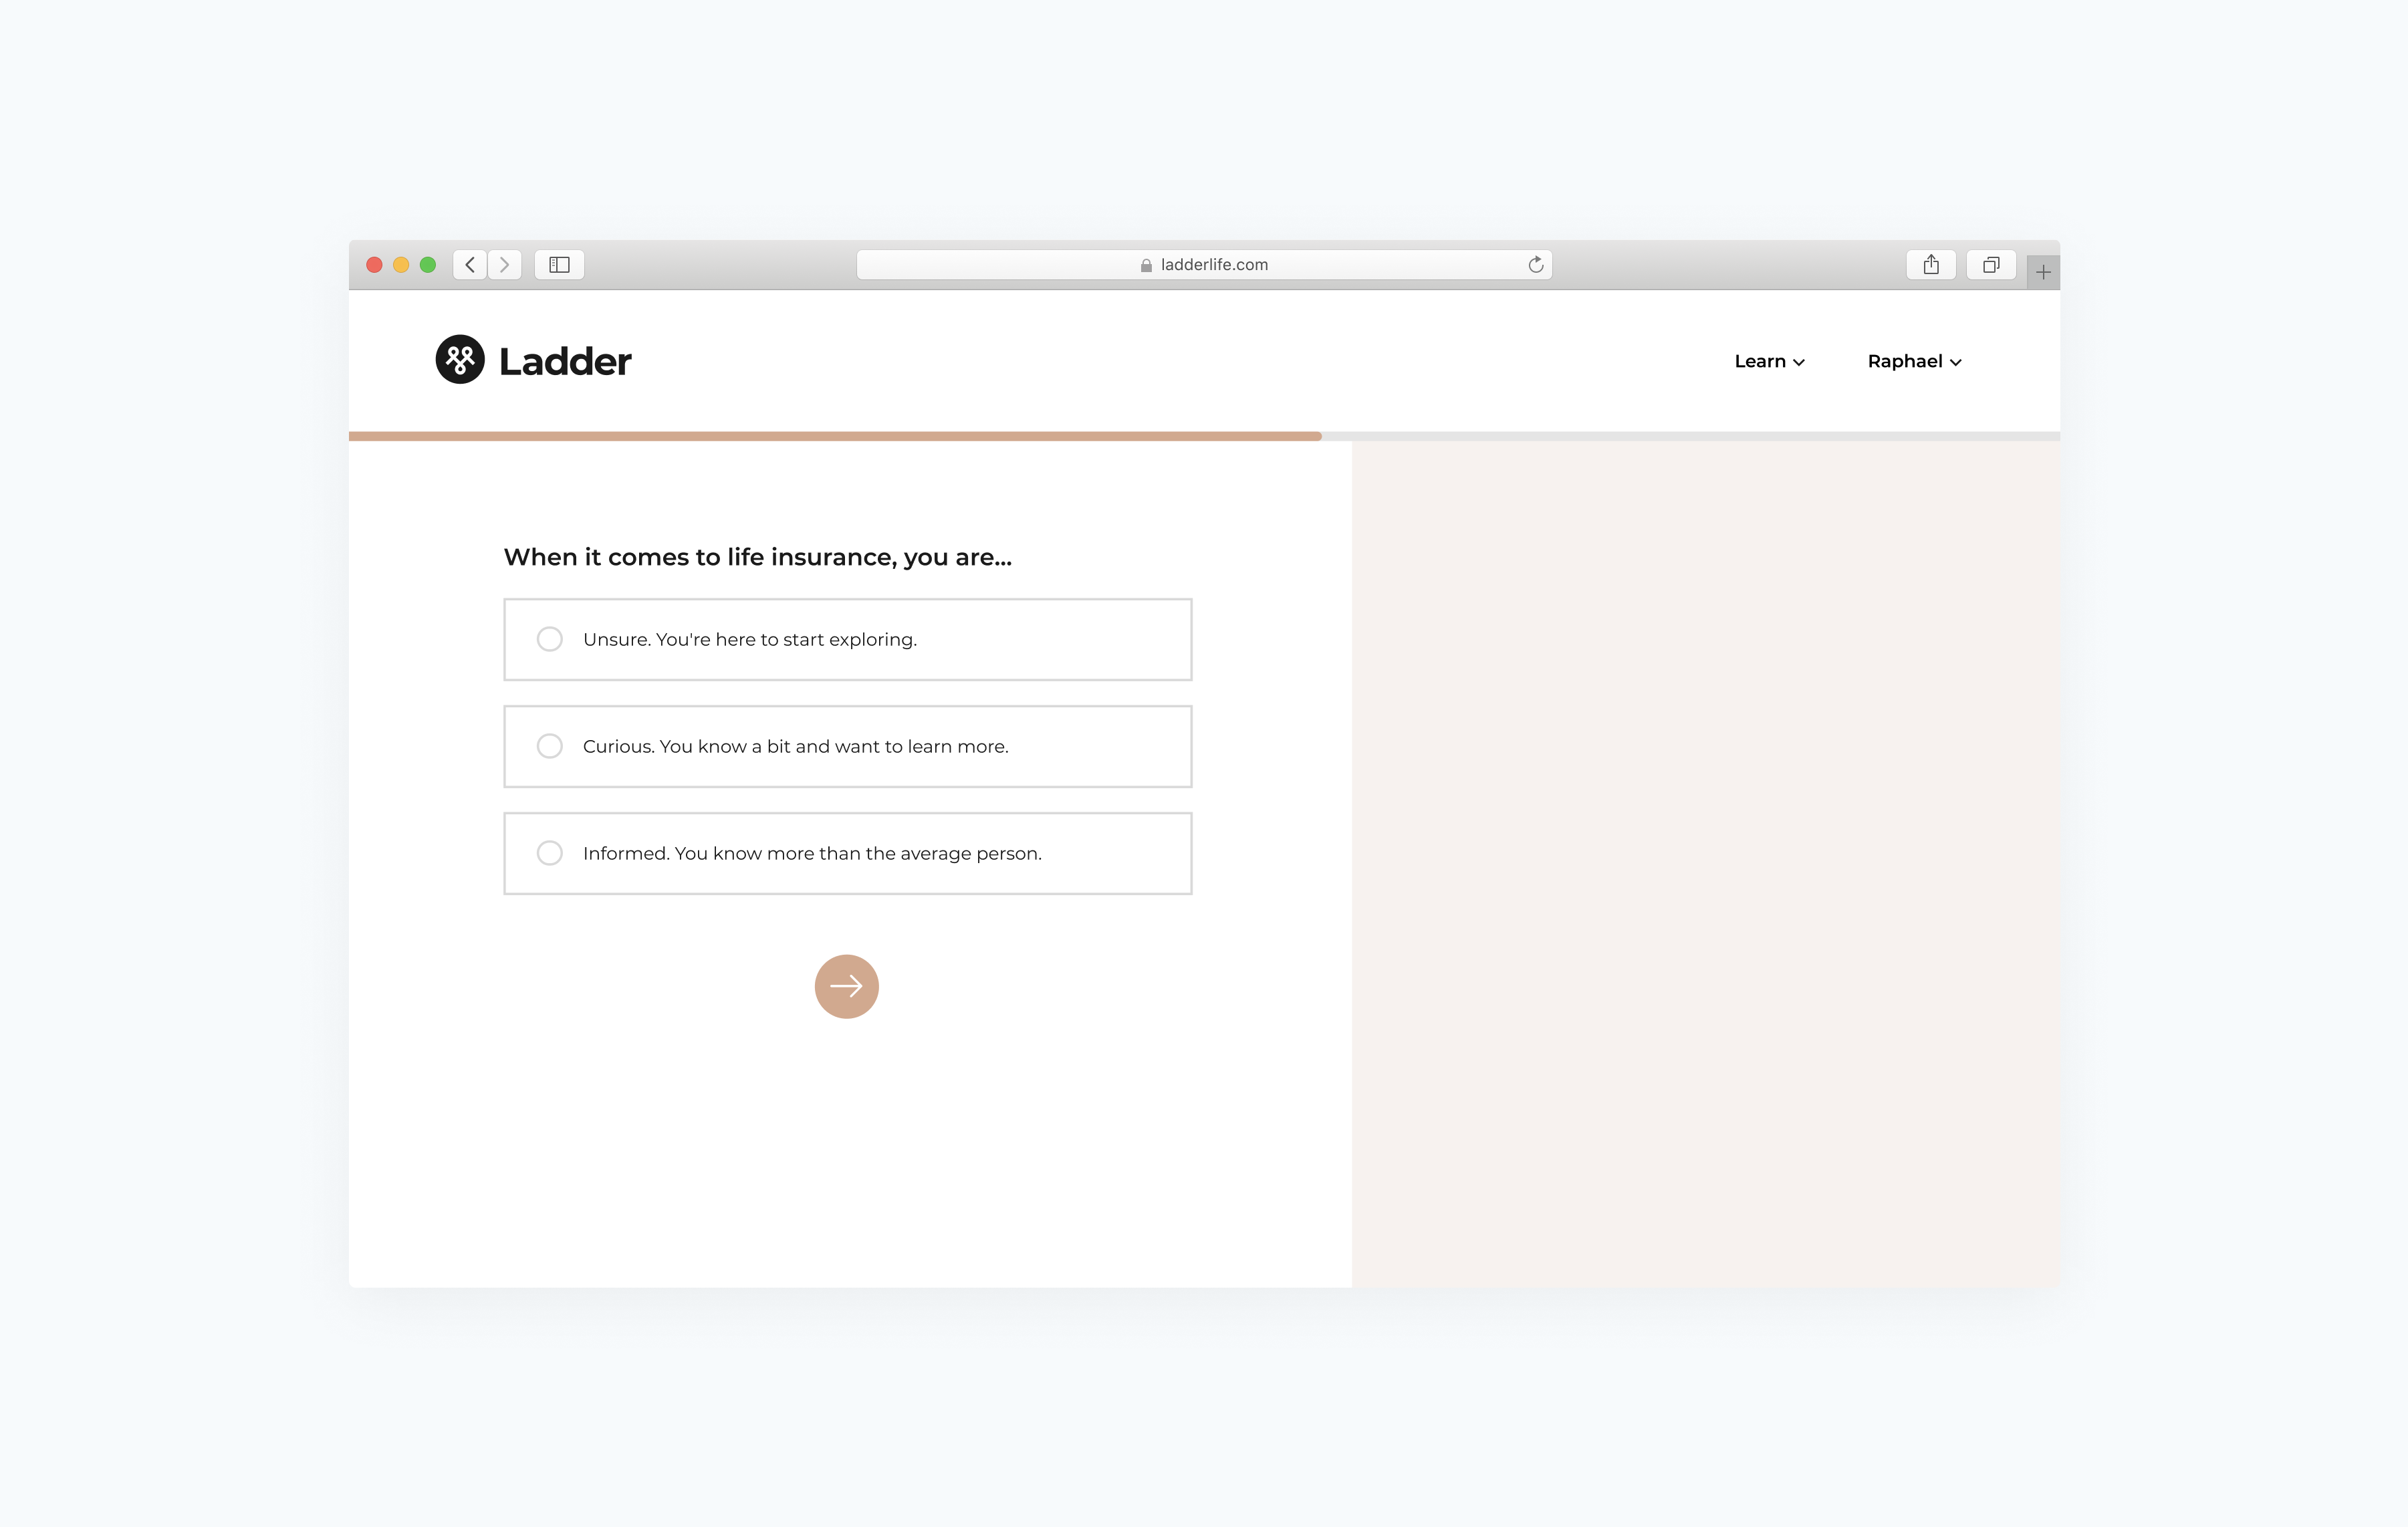 ladderlife.com
Ladder
Learn
Raphael
When it comes to life insurance, you are...
Unsure. You're here to start exploring.
Curious. You know a bit and want to learn more.
Informed. You know more than the average person.